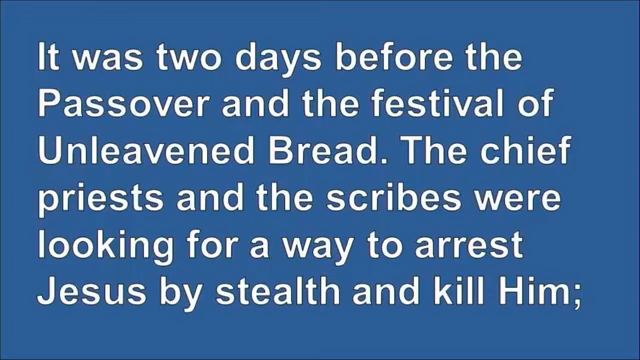 It was two days before the
Passover and the festival of
Unleavened Bread. The chief
priests and the scribes were
looking for a way to arrest
Jesus by stealth and kill Him;